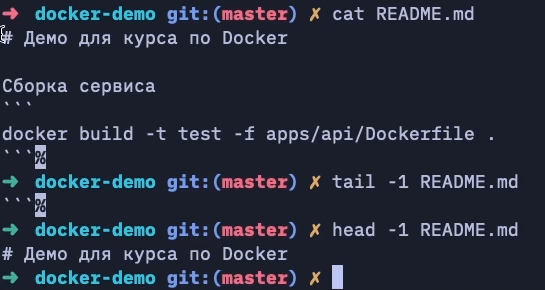 ➜ docker-demo git:(master) ✗ cat README.md
# Демо для курса по Docker

Сборка сервиса
```
docker build -t test -f apps/api/Dockerfile .
```%
➜ docker-demo git:(master) ✗ tail -1 README.md
```%
➜ docker-demo git:(master) ✗ head -1 README.md
# Демо для курса по Docker
➜ docker-demo git:(master) ✗